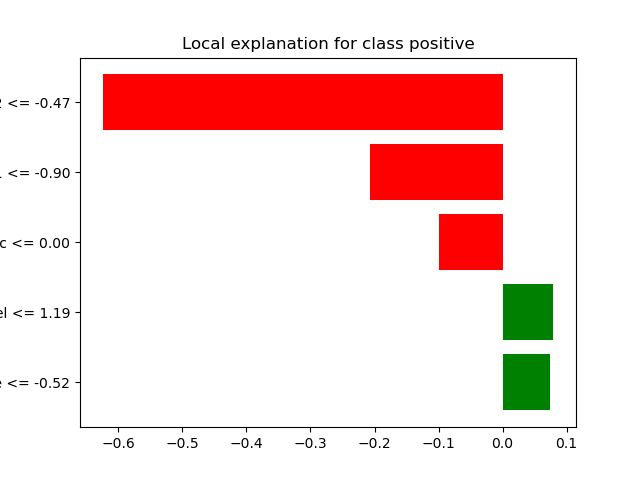 Local explanation for class positive
2 <= -0.47
<= -0.90
c <= 0.00
el <= 1.19
e <= -0.52
−0.6 −0.5 −0.4 −0.3 −0.2 −0.1 0.0 0.1